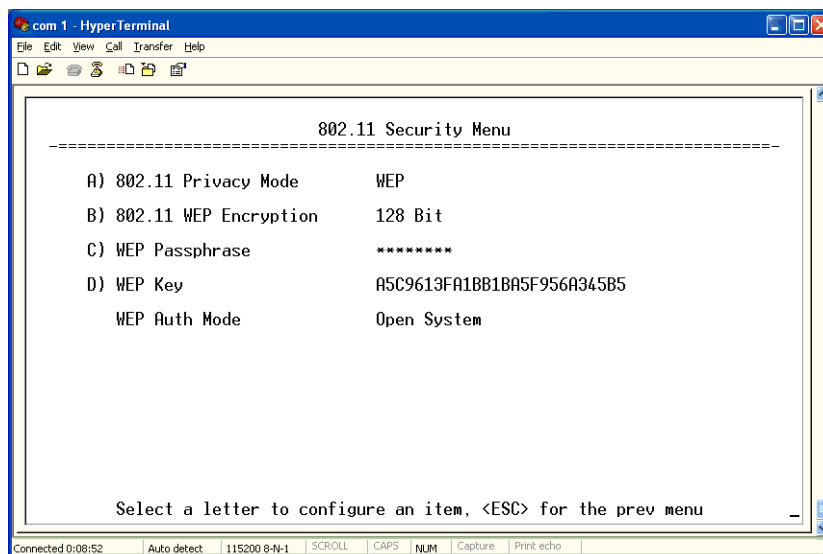 com 1 - HyperTerminal
File Edit View Call Transfer Help
802.11 Security Menu
-==========================================================================-
A) 802.11 Privacy Mode WEP
B) 802.11 WEP Encryption 128 Bit
C) WEP Passphrase ********
D) WEP Key A5C9613FA1BB1BA5F956A345B5
WEP Auth Mode Open System
Select a letter to configure an item, <ESC> for the prev menu _
Connected 0:08:52 Auto detect 115200 8-N-1 SCROLL CAPS NUM Capture Print echo